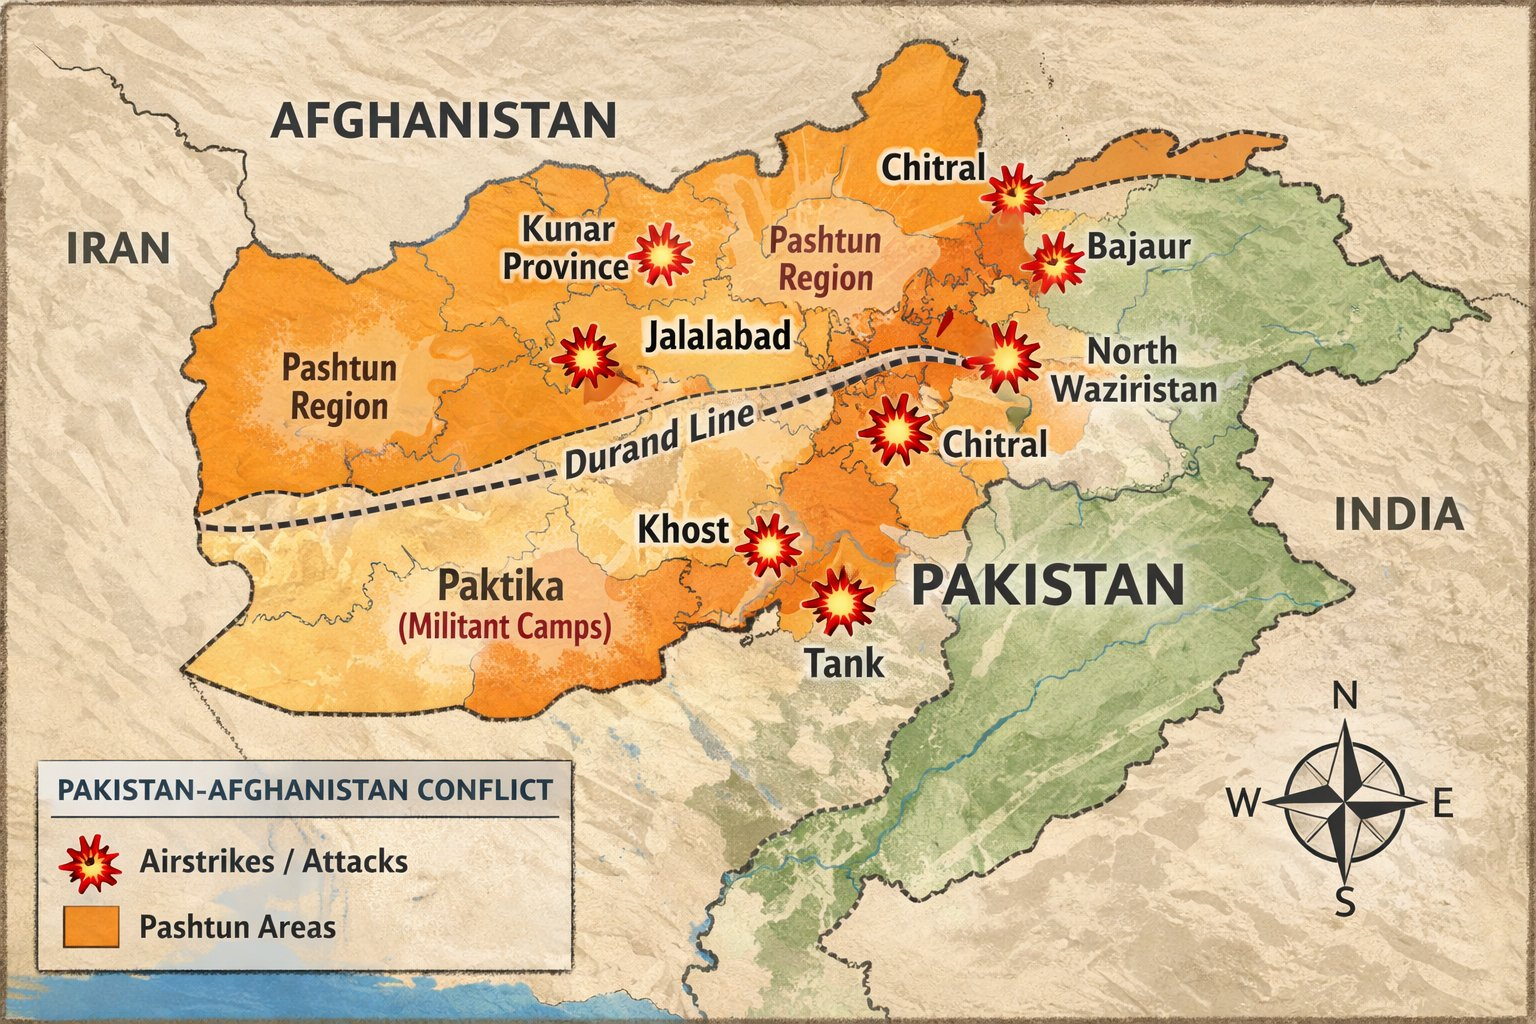 AFGHANISTAN
Chitral
IRAN
Kunar
Province
Pashtun
Region
Bajaur
Jalalabad
Pashtun
Region
North
Waziristan
Durand Line
Chitral
Khost
INDIA
Paktika
(Militant Camps)
PAKISTAN
Tank
PAKISTAN-AFGHANISTAN CONFLICT
Airstrikes / Attacks
Pashtun Areas
N
W
E
S